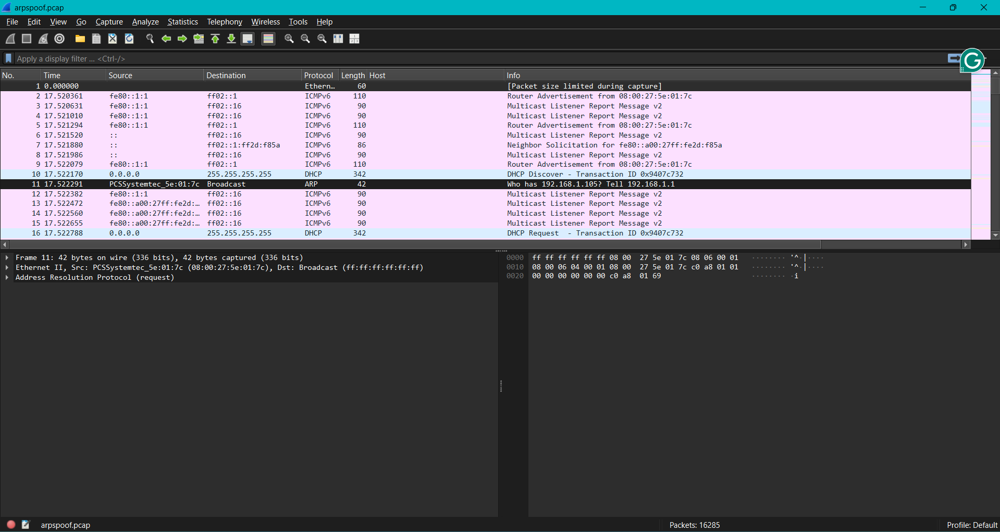 arpspoof.pcap
File Edit View Go Capture Analyze Statistics Telephony Wireless Tools Help
Apply a display filter ... <Ctrl-/>
G
No. Time Source Destination Protocol Length Host Info
1 0.000000 Ethern… 60 [Packet size limited during capture]
2 17.520361 fe80::1:1 ff02::1 ICMPv6 110 Router Advertisement from 08:00:27:5e:01:7c
3 17.520631 fe80::1:1 ff02::16 ICMPv6 90 Multicast Listener Report Message v2
4 17.521010 fe80::1:1 ff02::16 ICMPv6 90 Multicast Listener Report Message v2
5 17.521294 fe80::1:1 ff02::1 ICMPv6 110 Router Advertisement from 08:00:27:5e:01:7c
6 17.521520 :: ff02::16 ICMPv6 90 Multicast Listener Report Message v2
7 17.521880 :: ff02::1:ff2d:f85a ICMPv6 86 Neighbor Solicitation for fe80::a00:27ff:fe2d:f85a
8 17.521986 :: ff02::16 ICMPv6 90 Multicast Listener Report Message v2
9 17.522079 fe80::1:1 ff02::1 ICMPv6 110 Router Advertisement from 08:00:27:5e:01:7c
10 17.522170 0.0.0.0 255.255.255.255 DHCP 342 DHCP Discover - Transaction ID 0x9407c732
11 17.522291 PCSSystemtec_5e:01:7c Broadcast ARP 42 Who has 192.168.1.105? Tell 192.168.1.1
12 17.522382 fe80::1:1 ff02::16 ICMPv6 90 Multicast Listener Report Message v2
13 17.522472 fe80::a00:27ff:fe2d:… ff02::16 ICMPv6 90 Multicast Listener Report Message v2
14 17.522560 fe80::a00:27ff:fe2d:… ff02::16 ICMPv6 90 Multicast Listener Report Message v2
15 17.522655 fe80::a00:27ff:fe2d:… ff02::16 ICMPv6 90 Multicast Listener Report Message v2
16 17.522788 0.0.0.0 255.255.255.255 DHCP 342 DHCP Request - Transaction ID 0x9407c732
Frame 11: 42 bytes on wire (336 bits), 42 bytes captured (336 bits)
Ethernet II, Src: PCSSystemtec_5e:01:7c (08:00:27:5e:01:7c), Dst: Broadcast (ff:ff:ff:ff:ff:ff)
Address Resolution Protocol (request)
0000 ff ff ff ff ff ff 08 00 27 5e 01 7c 08 06 00 01 ········ '^·|····
0010 08 00 06 04 00 01 08 00 27 5e 01 7c c0 a8 01 01 ········ '^·|····
0020 00 00 00 00 00 00 c0 a8 01 69 ········ ·i
arpspoof.pcap
Packets: 16285
Profile: Default